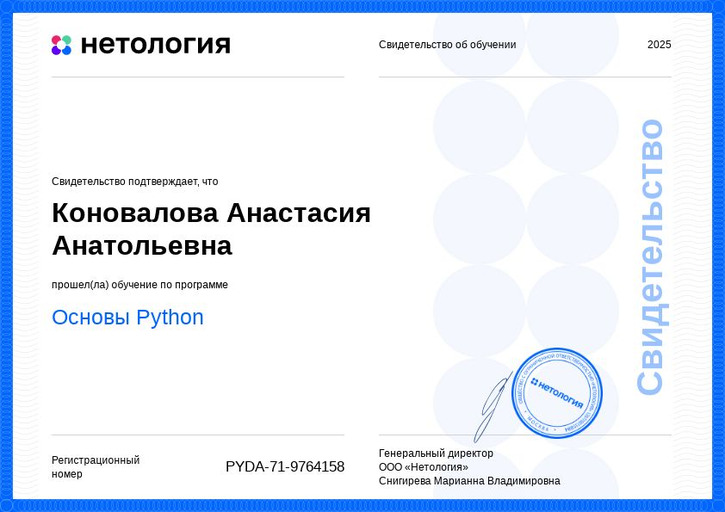 нетология
Свидетельство об обучении
2025
Свидетельство подтверждает, что
Коновалова Анастасия
Анатольевна
прошел(ла) обучение по программе
Основы Python
Свидетельство
нетология
Регистрационный
номер
PYDA-71-9764158
Генеральный директор
ООО «Нетология»
Снигирева Марианна Владимировна